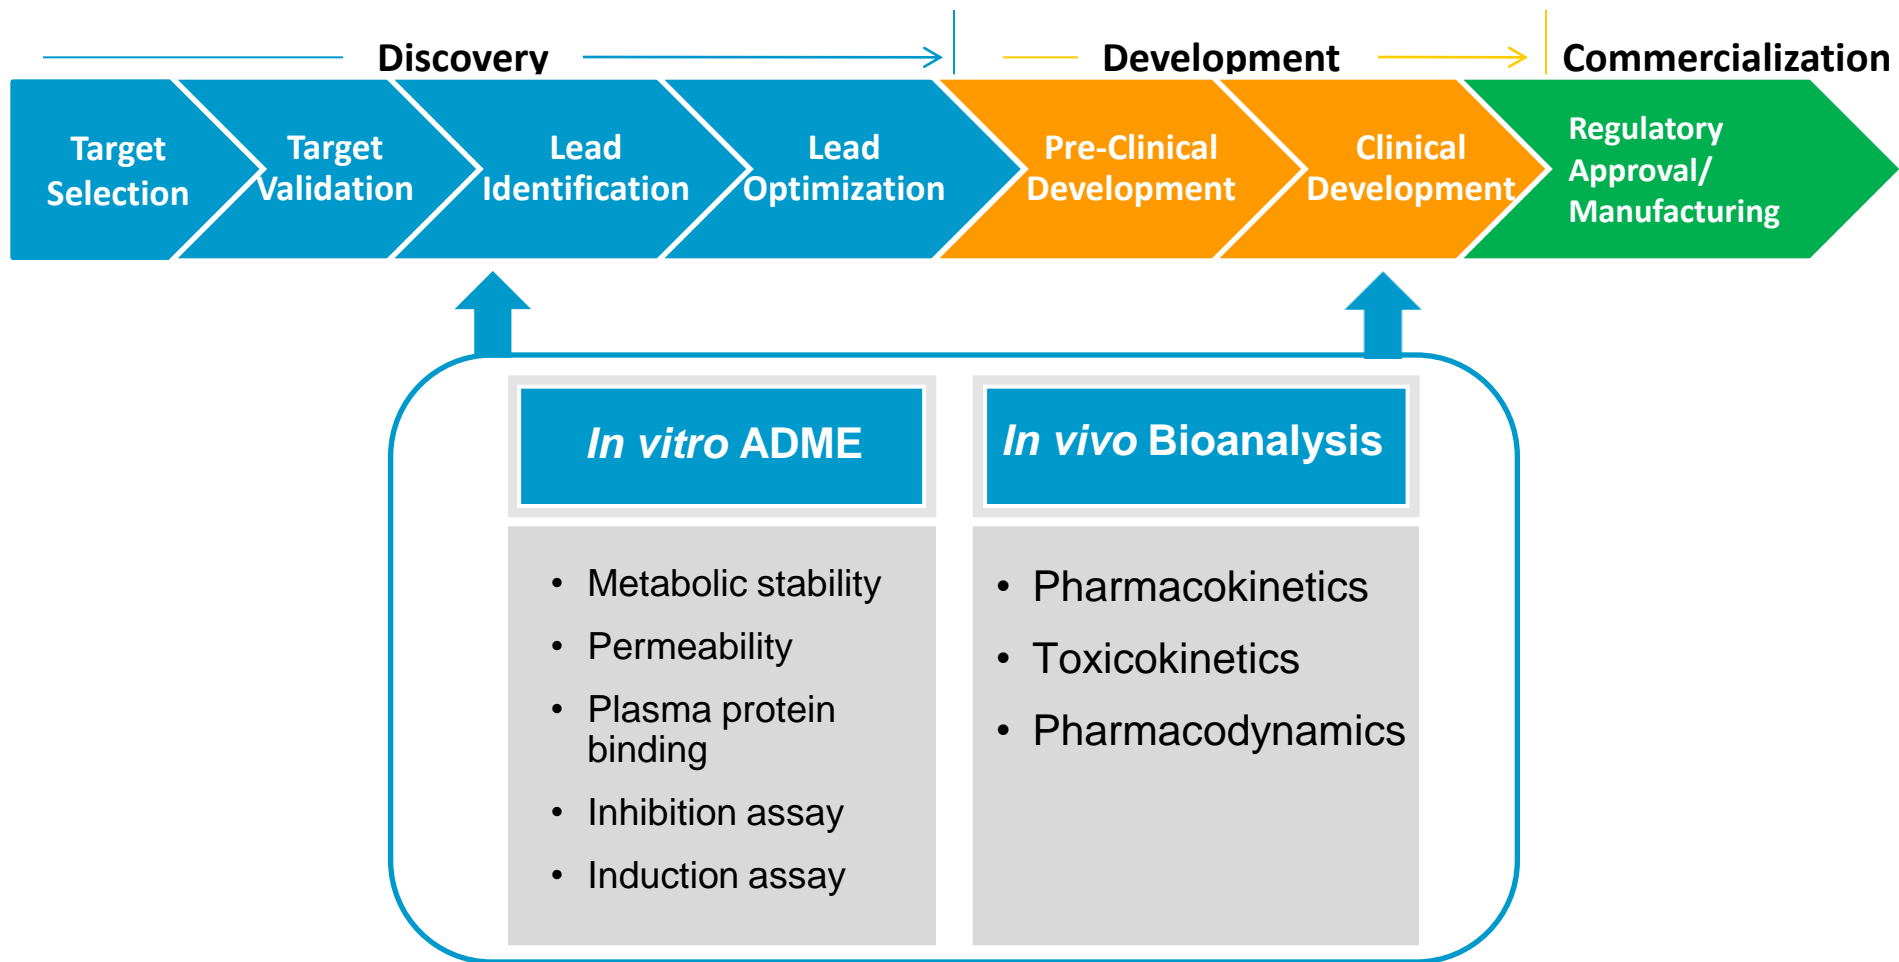 Discovery
Development
Commercialization
Target
Selection
Target
Validation
Lead
Identification
Lead
Optimization
Pre-Clinical
Development
Clinical
Development
Regulatory
Approval/
Manufacturing
In vitro ADME
In vivo Bioanalysis
• Metabolic stability
• Permeability
• Plasma protein
binding
• Inhibition assay
• Induction assay
• Pharmacokinetics
• Toxicokinetics
• Pharmacodynamics